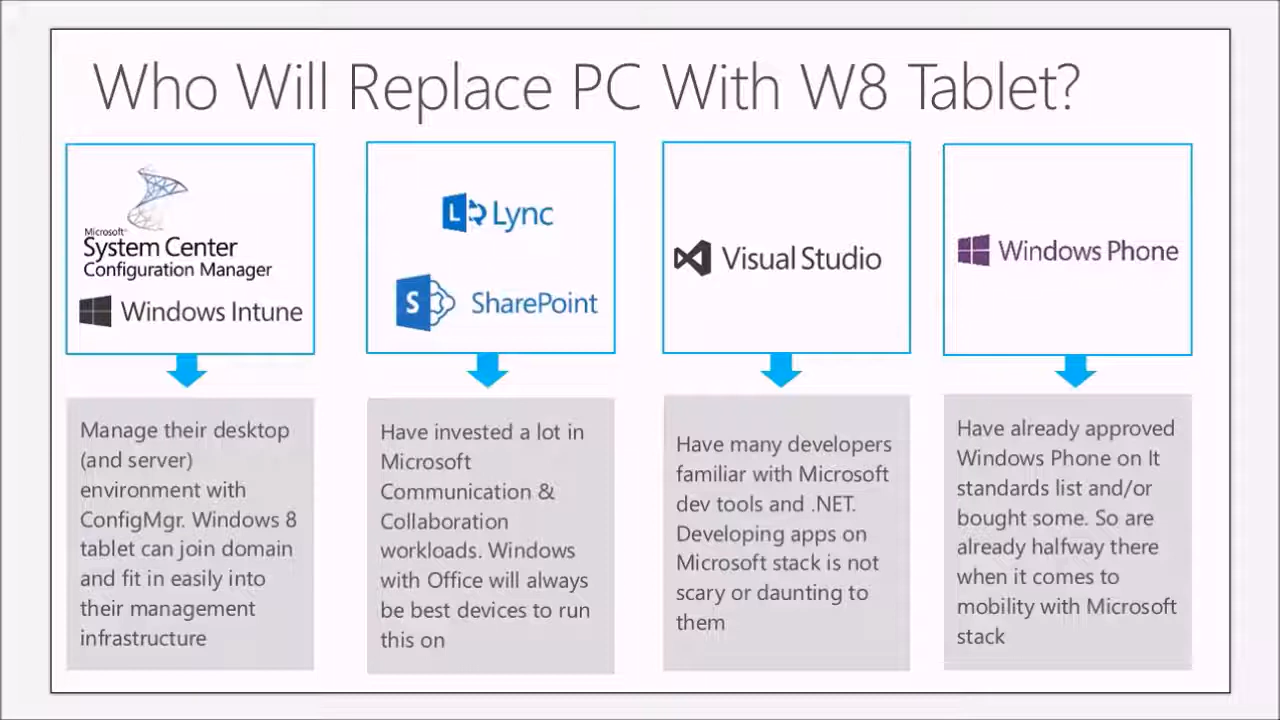 Who Will Replace PC With W8 Tablet?
Microsoft®
System Center
Configuration Manager
Windows Intune
Manage their desktop
(and server)
environment with
ConfigMgr. Windows 8
tablet can join domain
and fit in easily into
their management
infrastructure
L
Lync
S
SharePoint
Have invested a lot in
Microsoft
Communication &
Collaboration
workloads. Windows
with Office will always
be best devices to run
this on
Visual Studio
Have many developers
familiar with Microsoft
dev tools and .NET.
Developing apps on
Microsoft stack is not
scary or daunting to
them
Windows Phone
Have already approved
Windows Phone on It
standards list and/or
bought some. So are
already halfway there
when it comes to
mobility with Microsoft
stack